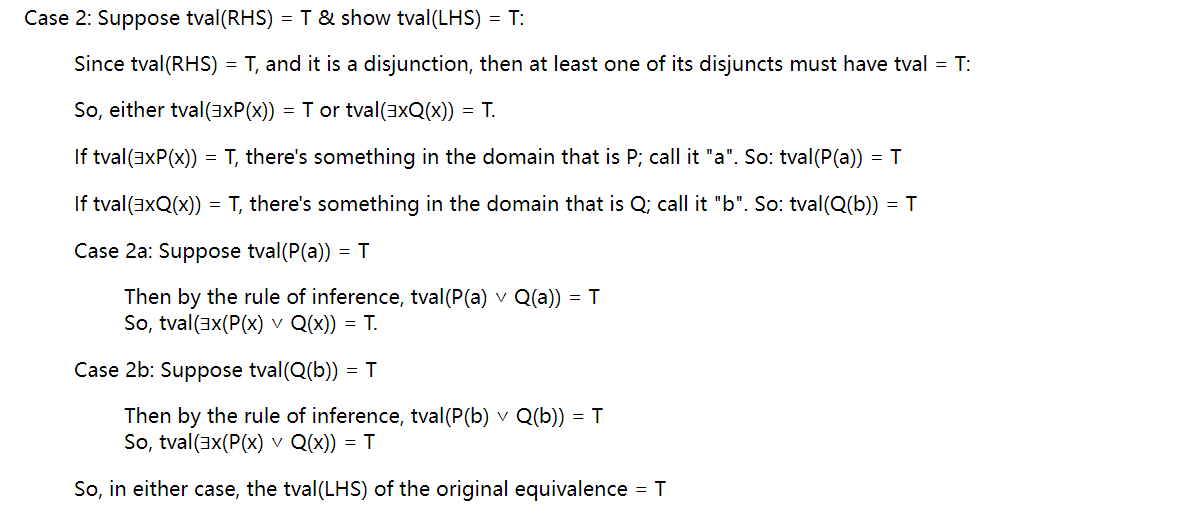 Case 2: Suppose tval(RHS) = T & show tval(LHS) = T:
Since tval(RHS) = T, and it is a disjunction, then at least one of its disjuncts must have tval = T:
So, either tval(∃xP(x)) = T or tval(∃xQ(x)) = T.
If tval(∃xP(x)) = T, there's something in the domain that is P; call it "a". So: tval(P(a)) = T
If tval(∃xQ(x)) = T, there's something in the domain that is Q; call it "b". So: tval(Q(b)) = T
Case 2a: Suppose tval(P(a)) = T
Then by the rule of inference, tval(P(a) ∨ Q(a)) = T
So, tval(∃x(P(x) ∨ Q(x)) = T.
Case 2b: Suppose tval(Q(b)) = T
Then by the rule of inference, tval(P(b) ∨ Q(b)) = T
So, tval(∃x(P(x) ∨ Q(x)) = T
So, in either case, the tval(LHS) of the original equivalence = T